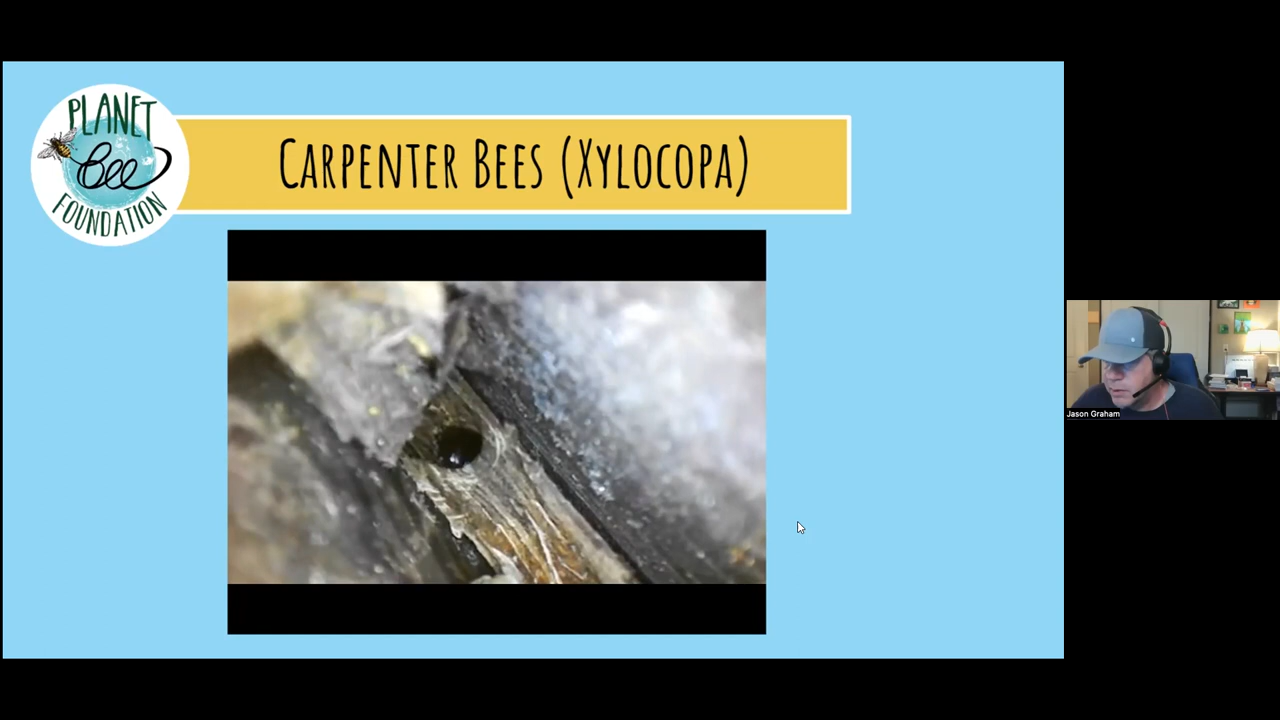 PLANET
Bee
FOUNDATION
CARPENTER BEES (XYLOCOPA)
Jason Graham